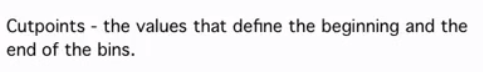 Cutpoints - the values that define the beginning and the
end of the bins.